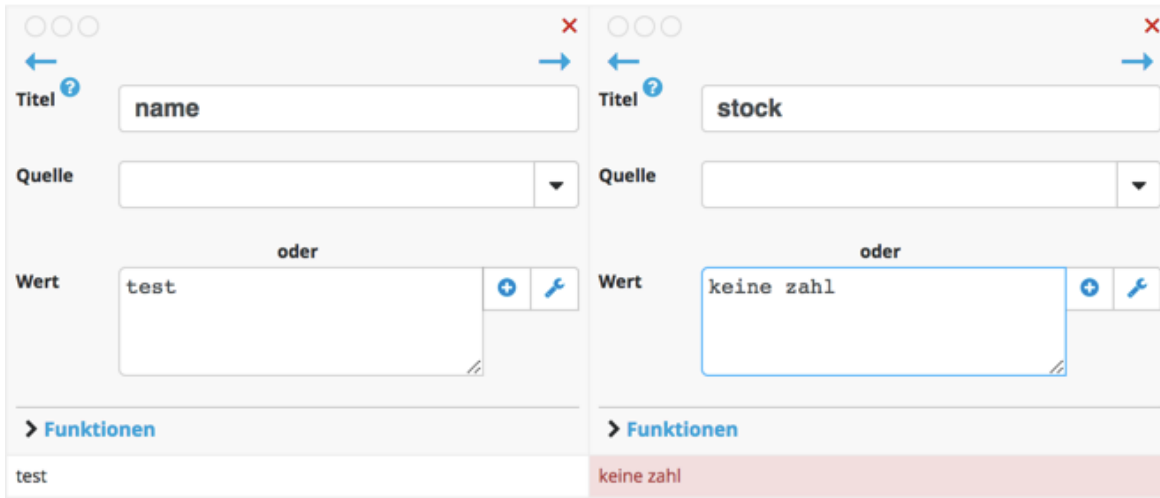 Titel ?
name
Quelle
oder
Wert
test
Funktionen
test
Titel ?
stock
Quelle
oder
Wert
keine zahl
Funktionen
keine zahl